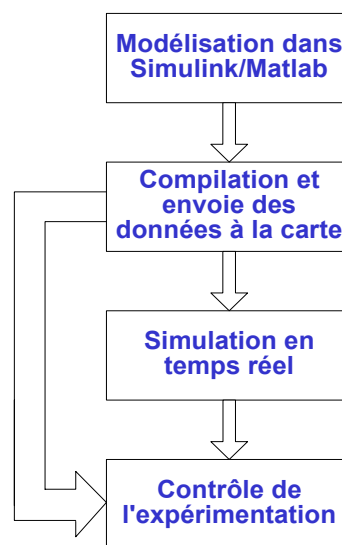 Modélisation dans
Simulink/Matlab
Compilation et
envoie des
données à la carte
Simulation en
temps réel
Contrôle de
l'expérimentation